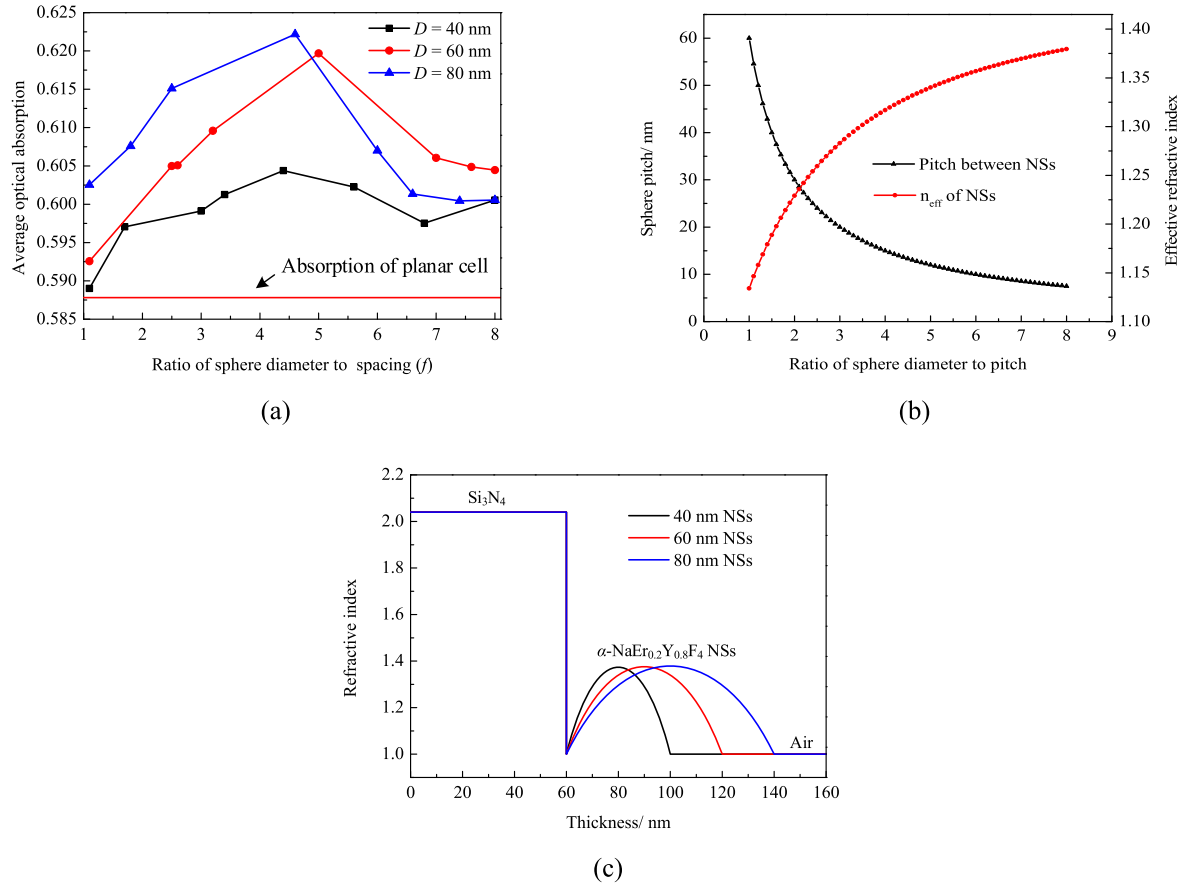 0.625
0.620
0.615
0.610
0.605
0.600
0.595
0.590
0.585
Average optical absorption
D = 40 nm
D = 60 nm
D = 80 nm
Absorption of planar cell
1 2 3 4 5 6 7 8
Ratio of sphere diameter to spacing (f)
(a)
60
50
40
30
20
10
0
Sphere pitch/ nm
Pitch between NSs
neff of NSs
1.40
1.35
1.30
1.25
1.20
1.15
1.10
Effective refractive index
0 1 2 3 4 5 6 7 8 9
Ratio of sphere diameter to pitch
(b)
2.2
2.0
1.8
1.6
1.4
1.2
1.0
Refractive index
Si3N4
40 nm NSs
60 nm NSs
80 nm NSs
α-NaEr0.2Y0.8F4 NSs
Air
0 20 40 60 80 100 120 140 160
Thickness/ nm
(c)